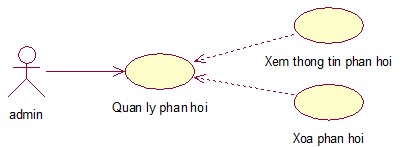 Xem thong tin phan hoi
Quan ly phan hoi
admin
Xoa phan hoi